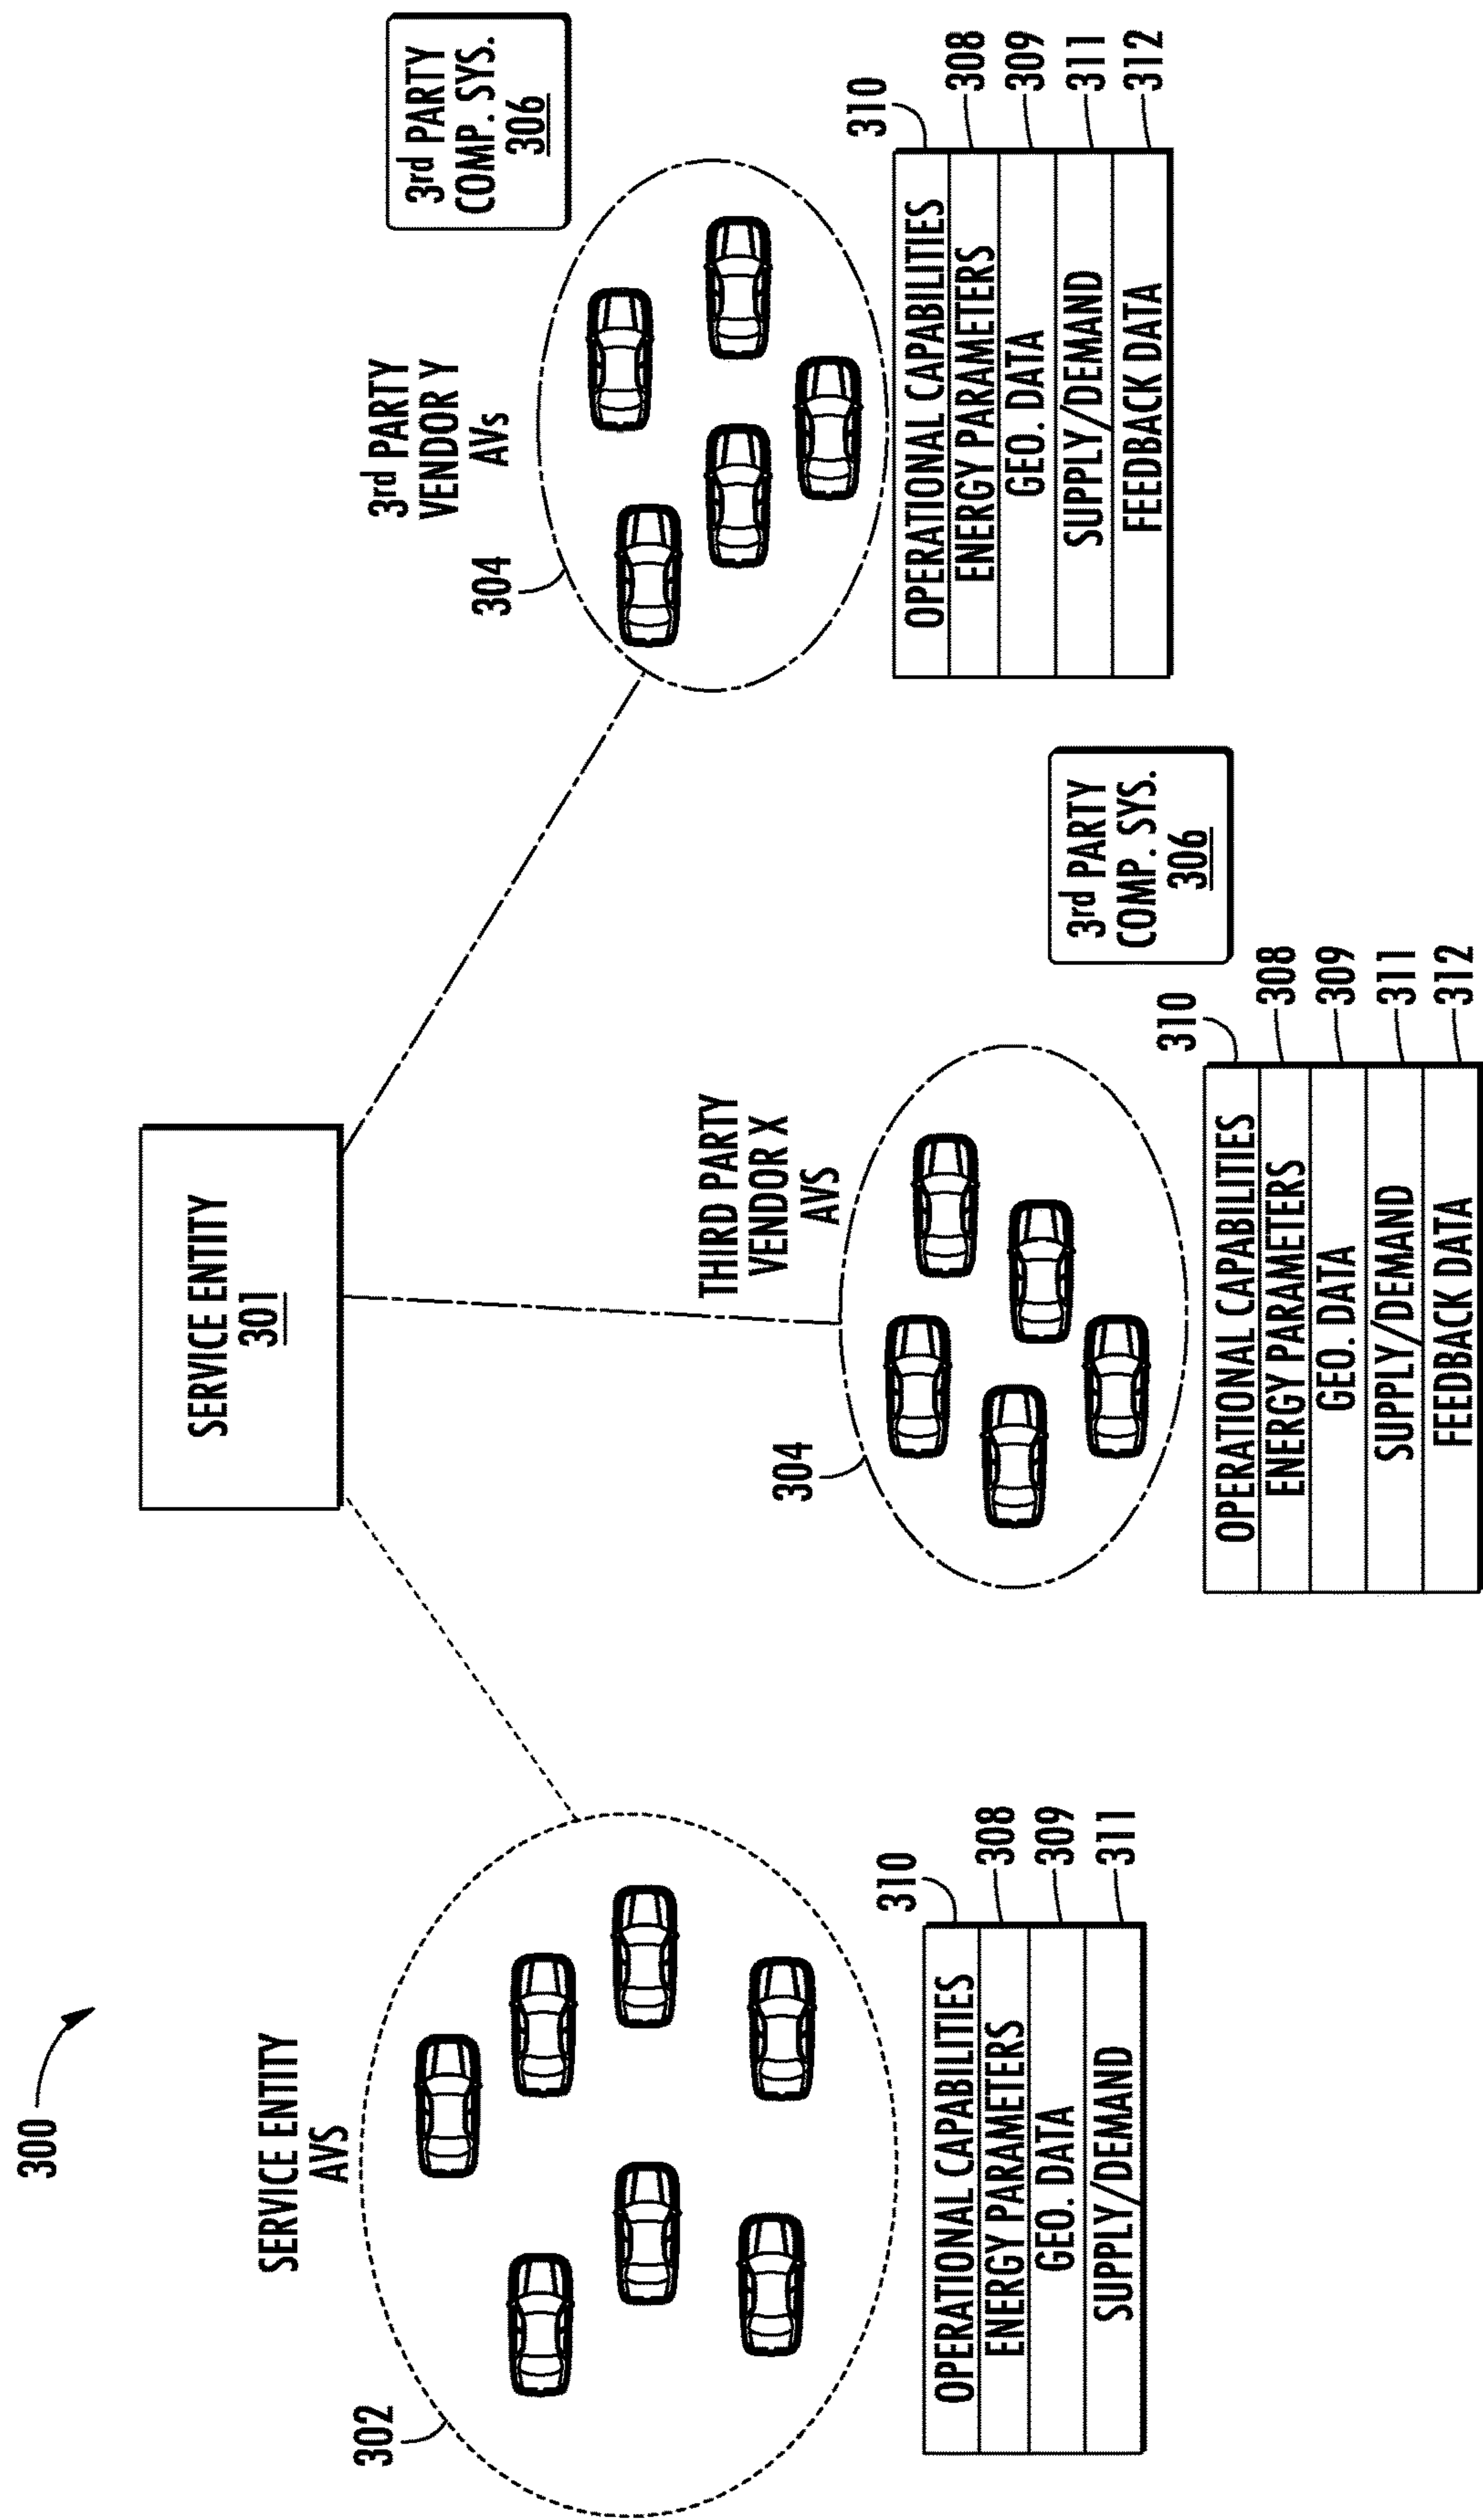 300
SERVICE ENTITY
301
SERVICE ENTITY
AVS
302
OPERATIONAL CAPABILITIES
ENERGY PARAMETERS
GEO. DATA
SUPPLY/DEMAND
310
308
309
311
THIRD PARTY
VENDOR X
AVS
304
OPERATIONAL CAPABILITIES
ENERGY PARAMETERS
GEO. DATA
SUPPLY/DEMAND
FEEDBACK DATA
310
308
309
311
312
3rd PARTY
COMP. SYS.
306
3rd PARTY
VENDOR Y
AVs
304
OPERATIONAL CAPABILITIES
ENERGY PARAMETERS
GEO. DATA
SUPPLY/DEMAND
FEEDBACK DATA
310
308
309
311
312
3rd PARTY
COMP. SYS.
306